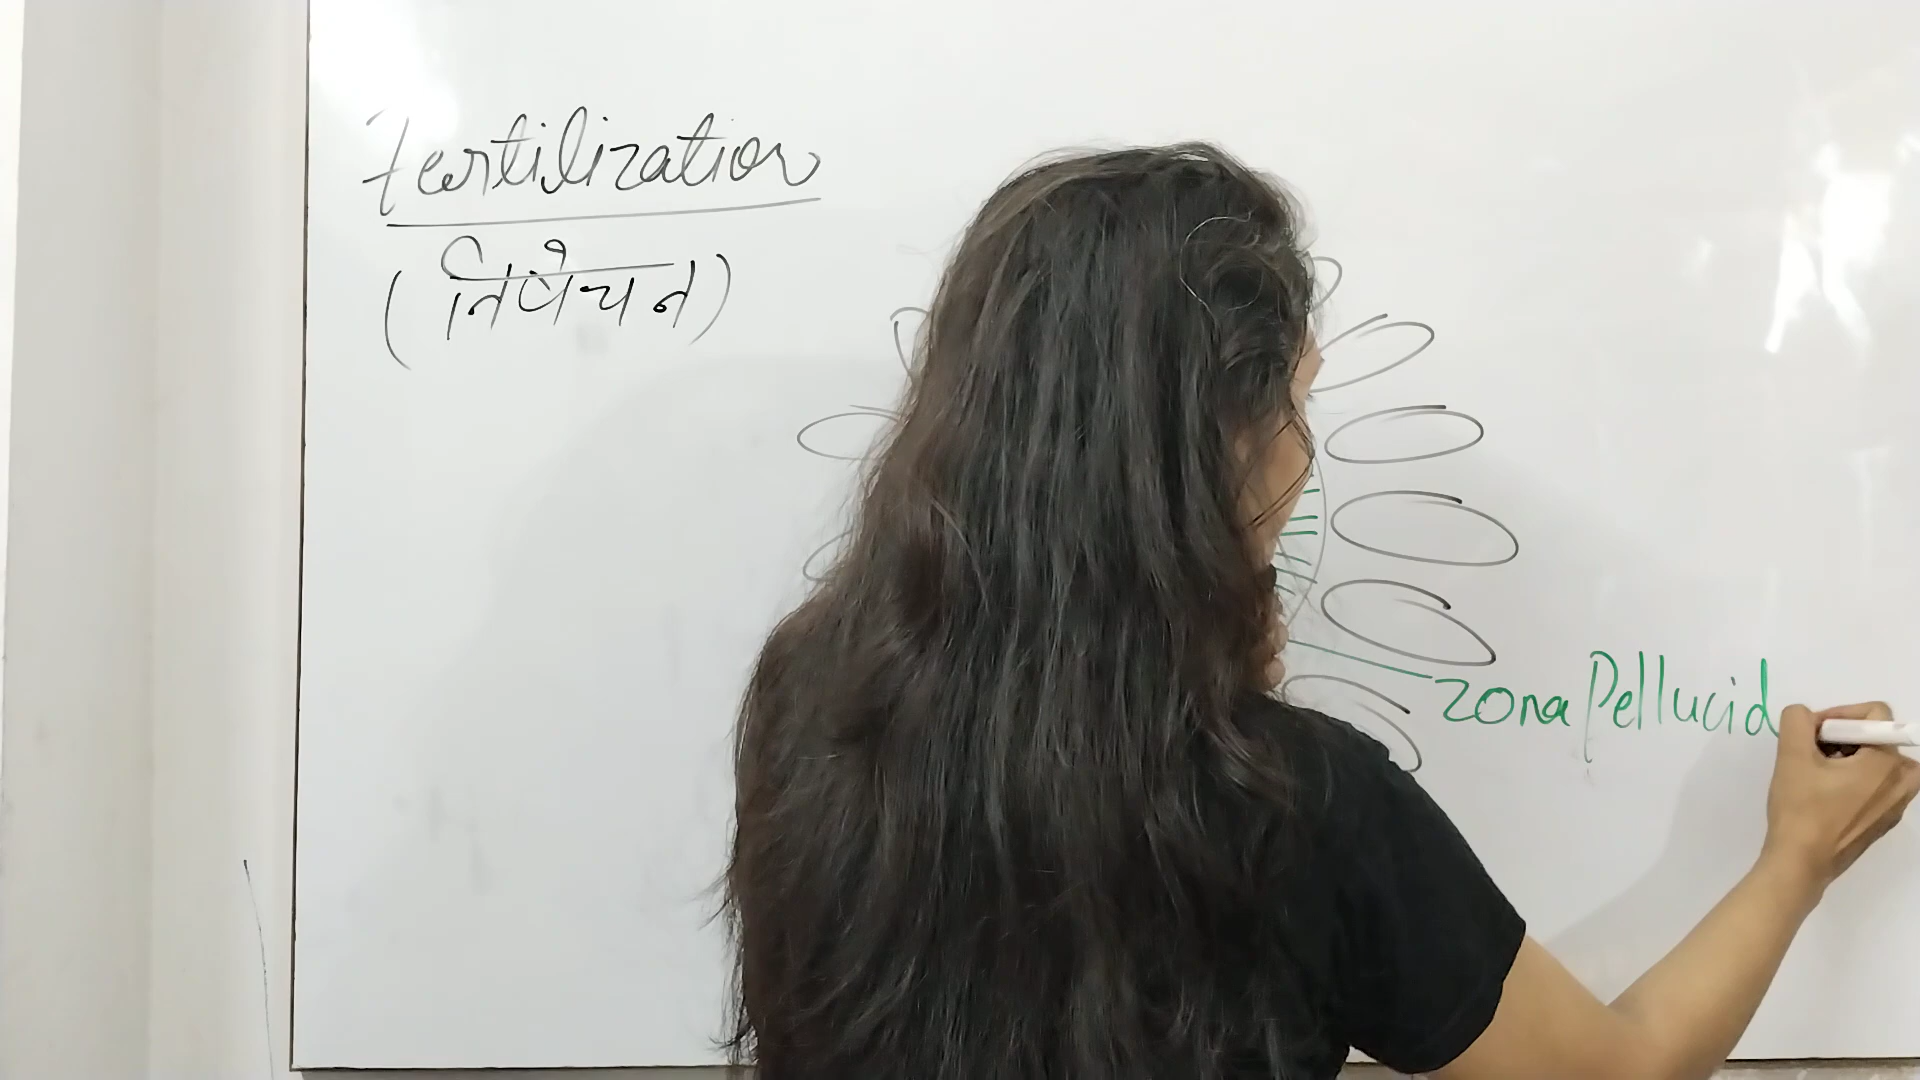 Fertilization
(निषेचन)
Zona Pellucid